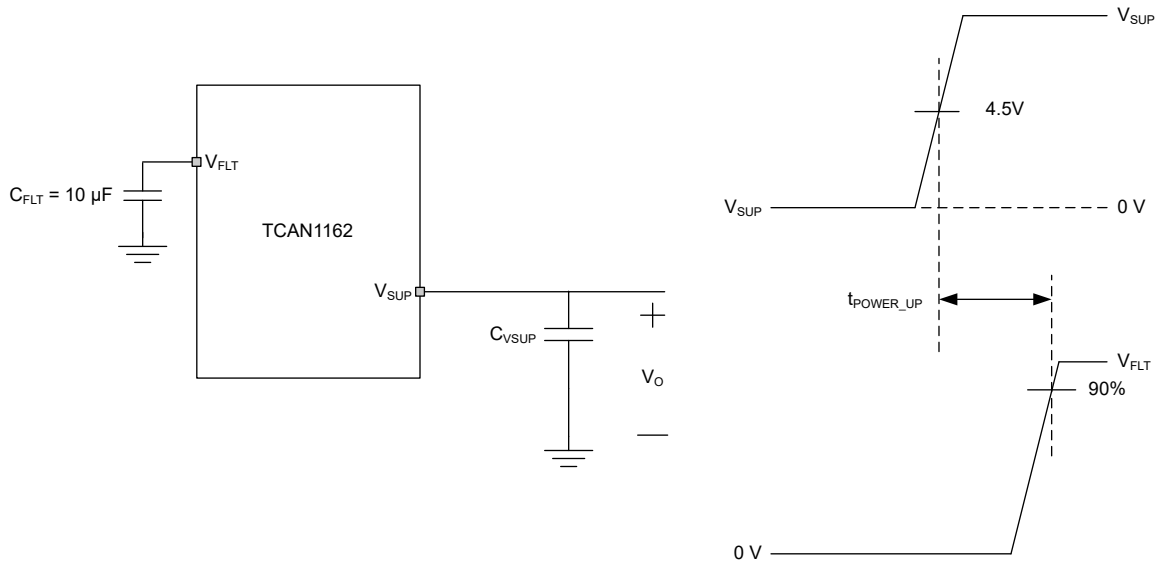 V_FLT
C_FLT = 10 µF
TCAN1162
V_SUP
C_VSUP
+
V_O
—
V_SUP
4.5V
V_SUP
0 V
t_POWER_UP
V_FLT
90%
0 V